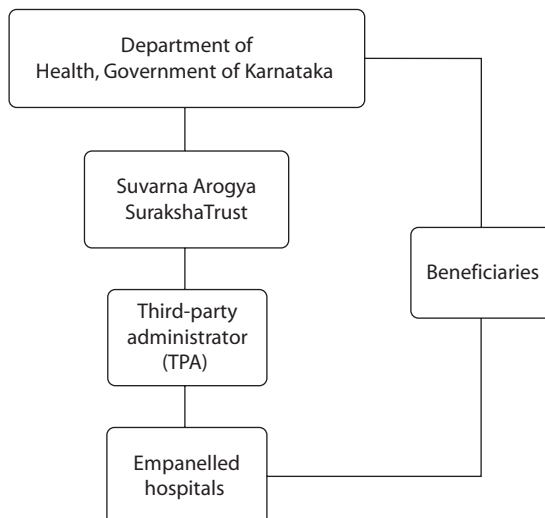 Department of
Health, Government of Karnataka
Suvarna Arogya
SurakshaTrust
Beneficiaries
Third-party
administrator
(TPA)
Empanelled
hospitals